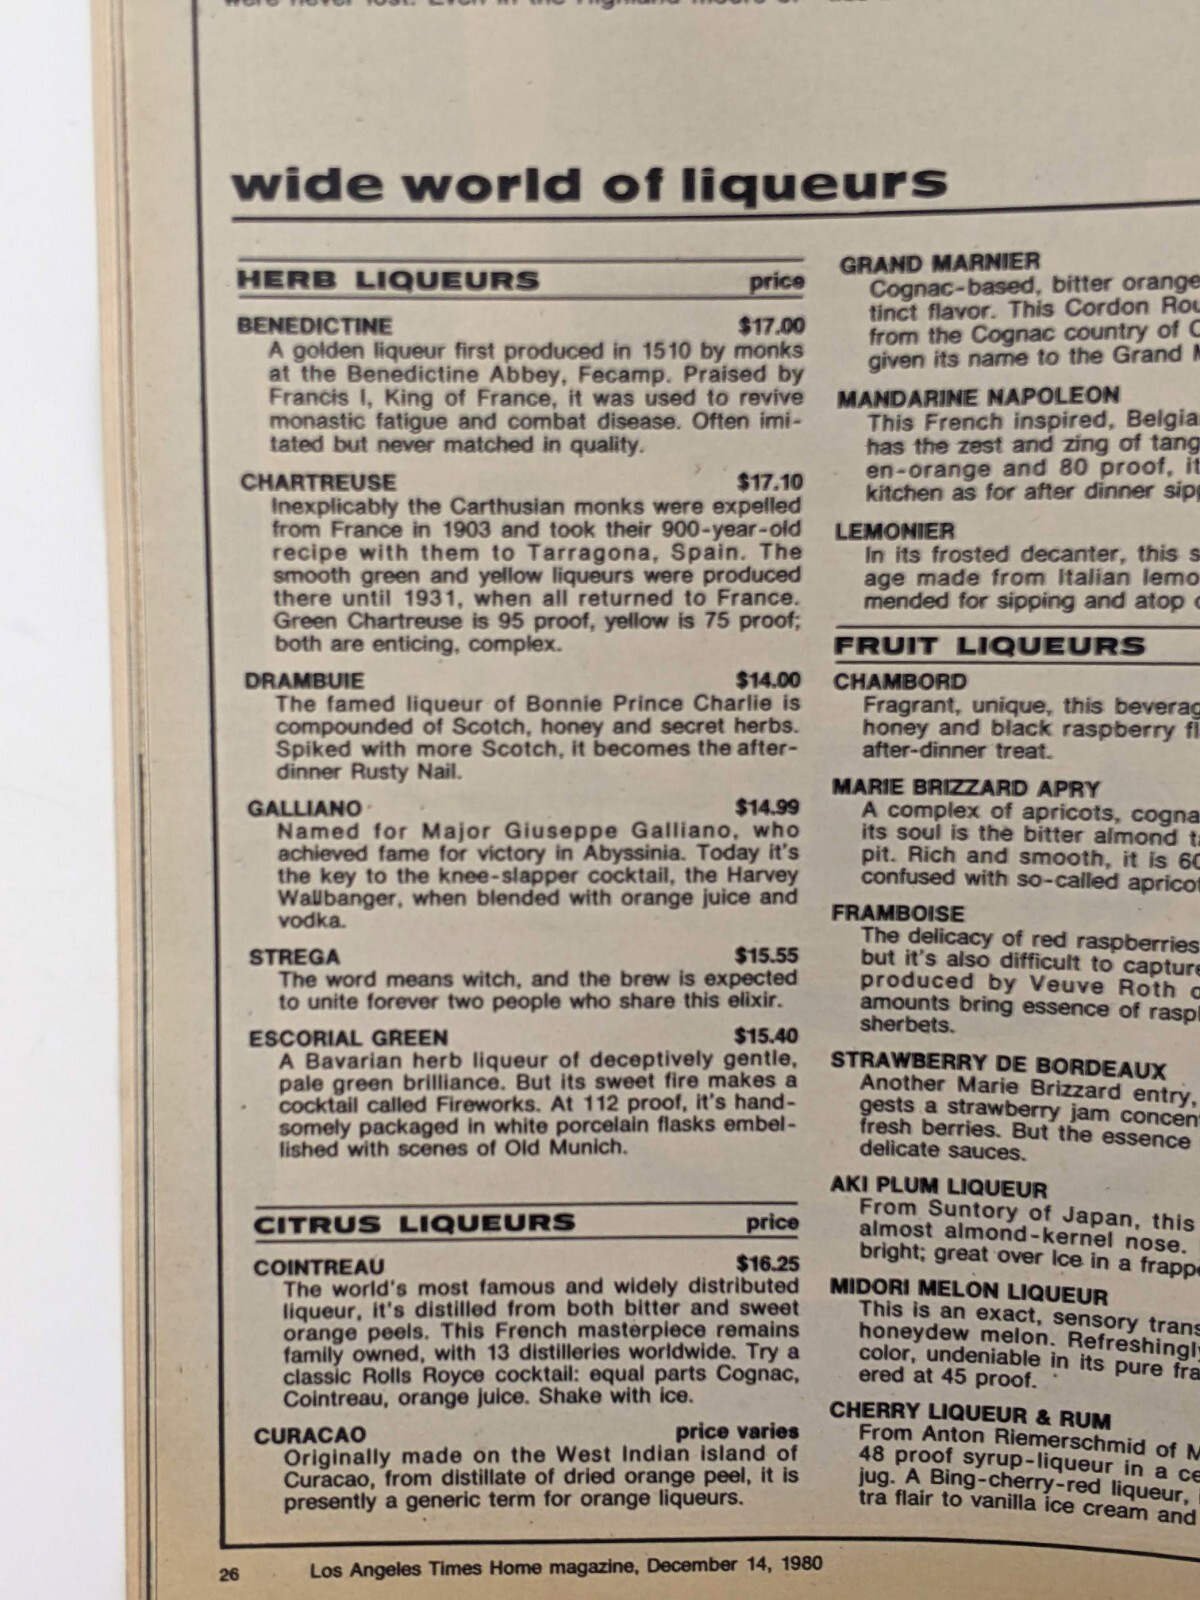 wide world of liqueurs
HERB LIQUEURS price
BENEDICTINE $17.00
A golden liqueur first produced in 1510 by monks
at the Benedictine Abbey, Fecamp. Praised by
Francis I, King of France, it was used to revive
monastic fatigue and combat disease. Often imi-
tated but never matched in quality.
CHARTREUSE $17.10
Inexplicably the Carthusian monks were expelled
from France in 1903 and took their 900-year-old
recipe with them to Tarragona, Spain. The
smooth green and yellow liqueurs were produced
there until 1931, when all returned to France.
Green Chartreuse is 95 proof, yellow is 75 proof;
both are enticing, complex.
DRAMBUIE $14.00
The famed liqueur of Bonnie Prince Charlie is
compounded of Scotch, honey and secret herbs.
Spiked with more Scotch, it becomes the after-
dinner Rusty Nail.
GALLIANO $14.99
Named for Major Giuseppe Galliano, who
achieved fame for victory in Abyssinia. Today it's
the key to the knee-slapper cocktail, the Harvey
Wallbanger, when blended with orange juice and
vodka.
STREGA $15.55
The word means witch, and the brew is expected
to unite forever two people who share this elixir.
ESCORIAL GREEN $15.40
A Bavarian herb liqueur of deceptively gentle,
pale green brilliance. But its sweet fire makes a
cocktail called Fireworks. At 112 proof, it's hand-
somely packaged in white porcelain flasks embel-
lished with scenes of Old Munich.
CITRUS LIQUEURS price
COINTREAU $16.25
The world's most famous and widely distributed
liqueur, it's distilled from both bitter and sweet
orange peels. This French masterpiece remains
family owned, with 13 distilleries worldwide. Try a
classic Rolls Royce cocktail: equal parts Cognac,
Cointreau, orange juice. Shake with ice.
CURACAO price varies
Originally made on the West Indian island of
Curacao, from distillate of dried orange peel, it is
presently a generic term for orange liqueurs.
GRAND MARNIER
Cognac-based, bitter orange
tinct flavor. This Cordon
from the Cognac country of
given its name to the Grand
MANDARINE NAPOLEON
This French inspired,
has the zest and zing of
en-orange and 80 proof,
kitchen as for after dinner
LEMONIER
In its frosted decanter, this
age made from Italian
mended for sipping and atop
FRUIT LIQUEURS
CHAMBORD
Fragrant, unique, this
honey and black raspberry
after-dinner treat.
MARIE BRIZZARD APRY
A complex of apricots,
its soul is the bitter almond
pit. Rich and smooth, it is
confused with so-called
FRAMBOISE
The delicacy of red raspberries
but it's also difficult to
produced by Veuve Roth
amounts bring essence of
sherbets.
STRAWBERRY DE BORDEAUX
Another Marie Brizzard entry,
gests a strawberry jam
fresh berries. But the essence
delicate sauces.
AKI PLUM LIQUEUR
From Suntory of Japan, this
almost almond-kernel nose.
bright; great over ice in a
MIDORI MELON LIQUEUR
This is an exact, sensory
honeydew melon.
color, undeniable in its pure
ered at 45 proof.
CHERRY LIQUEUR & RUM
From Anton Riemerschmid of
48 proof syrup-liqueur in a
jug. A Bing-cherry-red liqueur,
tra flair to vanilla ice cream and
26 Los Angeles Times Home magazine, December 14, 1980